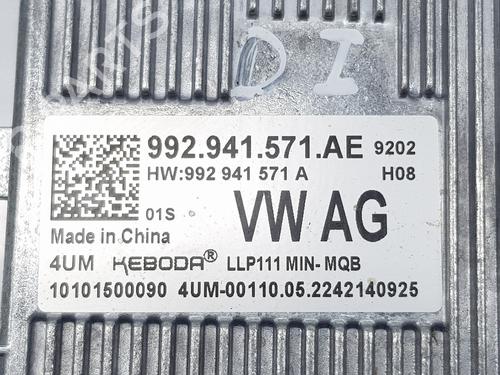 PARTS
D I
992.941.571.AE 9202
HW:992 941 571 A H08
01S VW AG
Made in China
4UM KEBODA® LLP111 MIN- MQB
10101500090 4UM-00110.05.2242140925